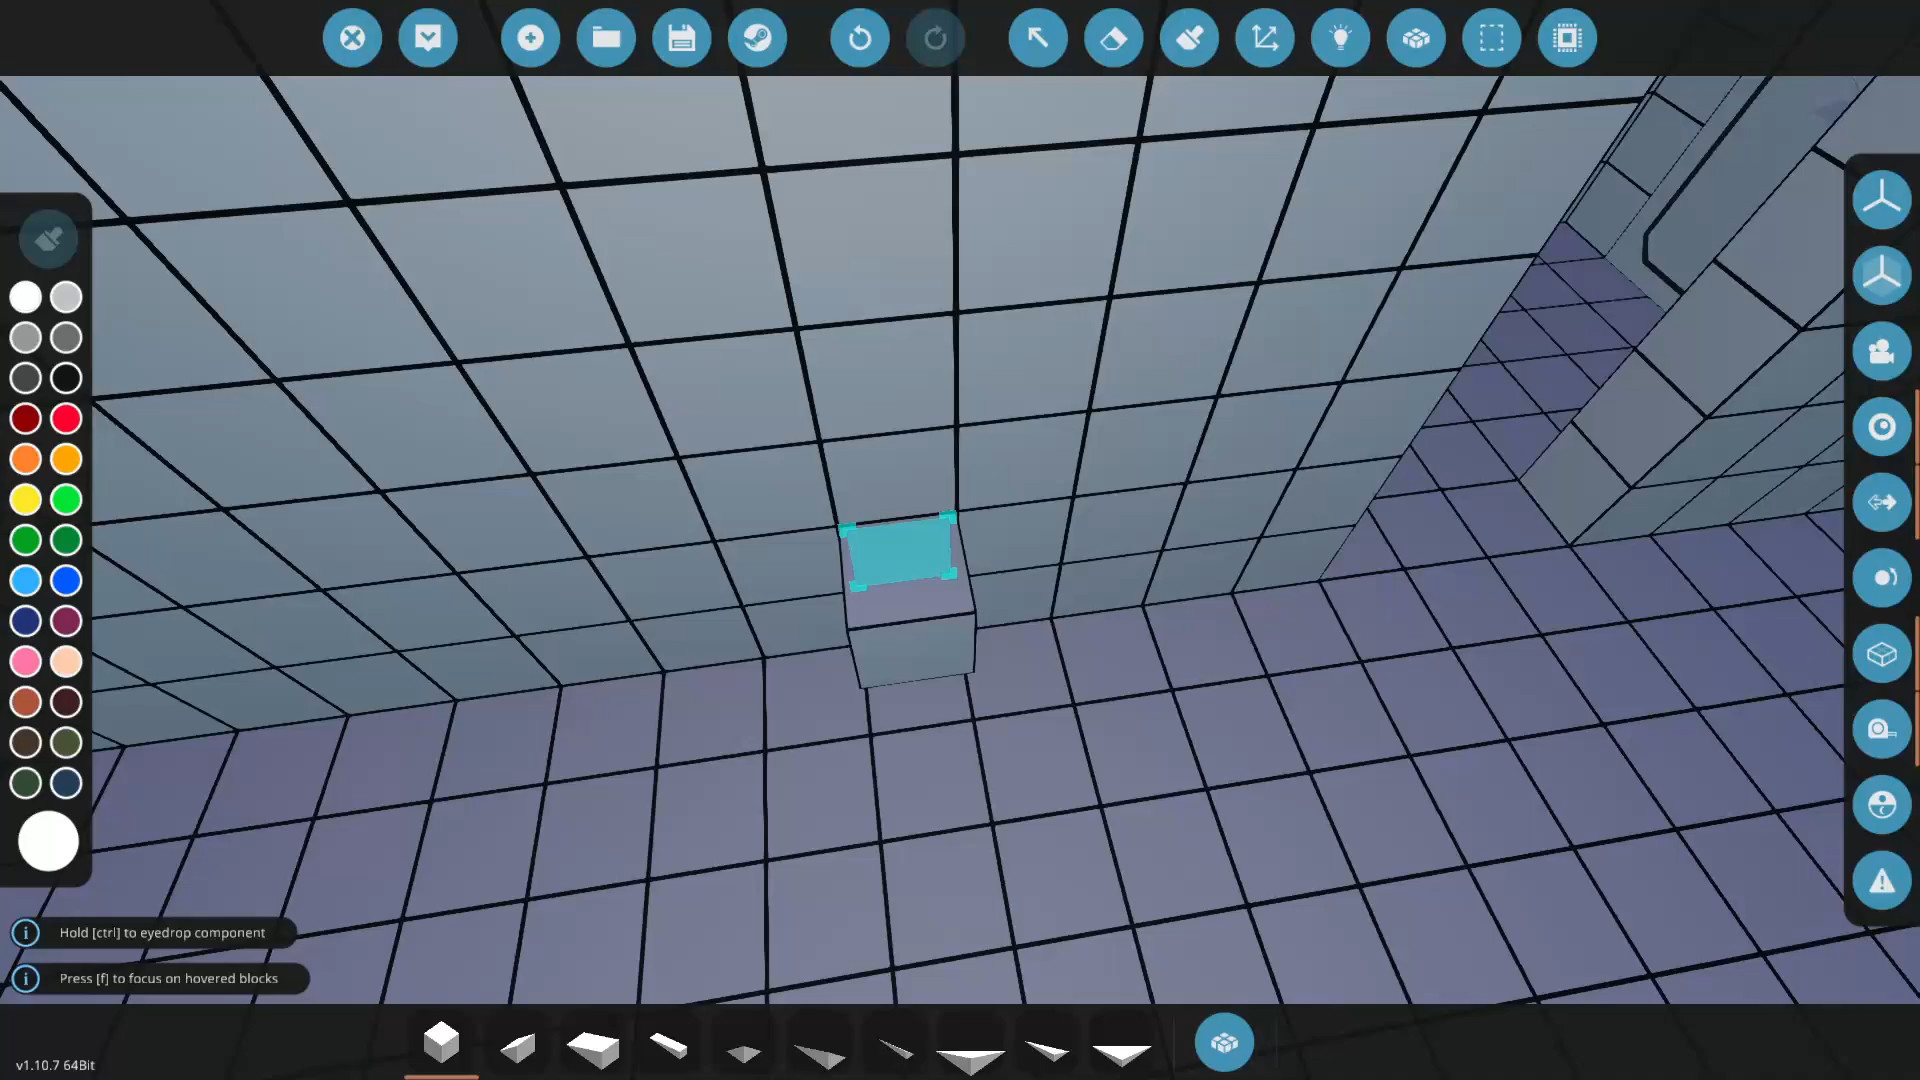 Hold [ctrl] to eyedrop component
Press [f] to focus on hovered blocks
v1.10.7 64Bit